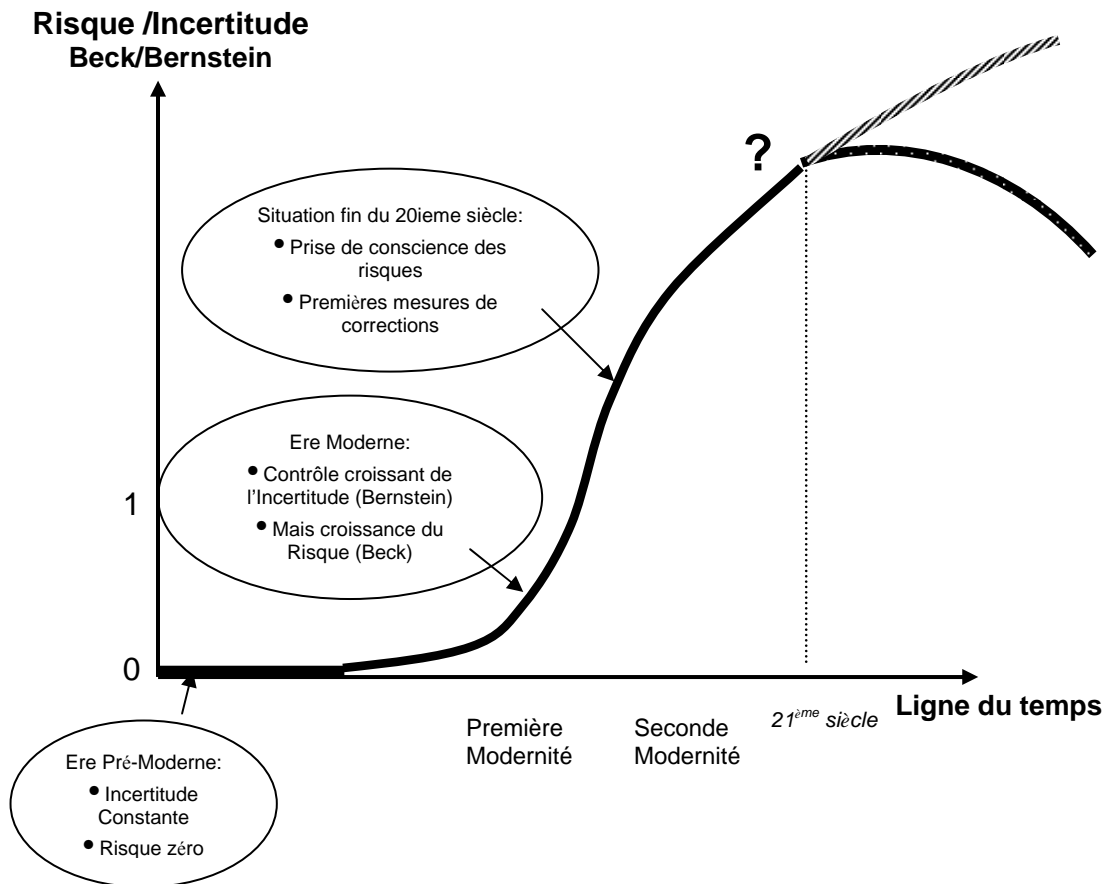 Risque /Incertitude
Beck/Bernstein
?
Situation fin du 20ieme siècle:
• Prise de conscience des
risques
• Premières mesures de
corrections
Ere Moderne:
• Contrôle croissant de
l'Incertitude (Bernstein)
• Mais croissance du
Risque (Beck)
1
0
Ligne du temps
Première
Modernité
Seconde
Modernité
21ème siècle
Ere Pré-Moderne:
• Incertitude
Constante
• Risque zéro